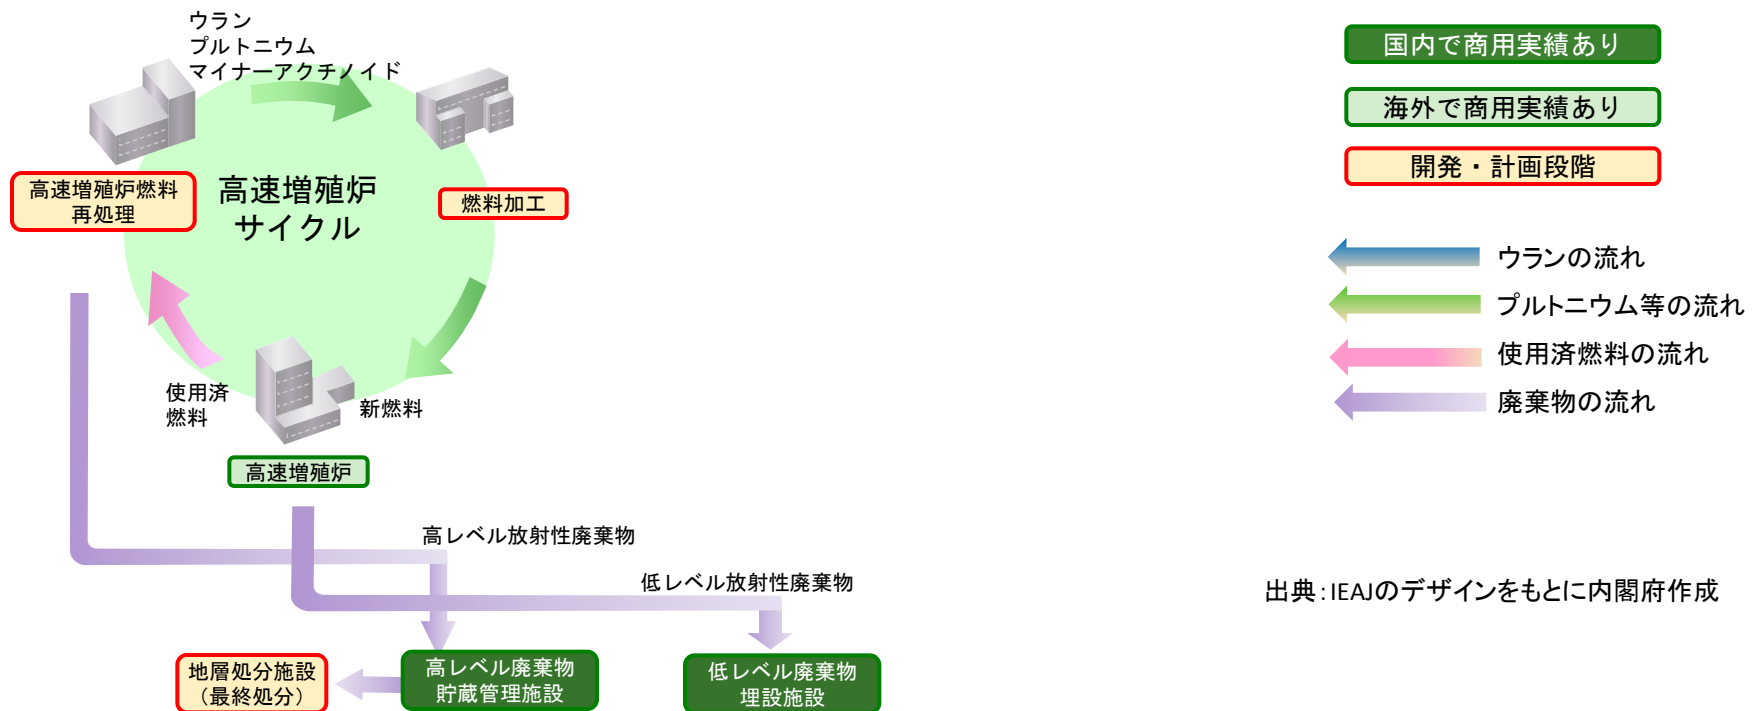 ウラン
プルトニウム
マイナーアクチノイド
高速増殖炉燃料
再処理
高速増殖炉
サイクル
燃料加工
使用済
燃料
新燃料
高速増殖炉
高レベル放射性廃棄物
低レベル放射性廃棄物
地層処分施設
（最終処分）
高レベル廃棄物
貯蔵管理施設
低レベル廃棄物
埋設施設
国内で商用実績あり
海外で商用実績あり
開発・計画段階
ウランの流れ
プルトニウム等の流れ
使用済燃料の流れ
廃棄物の流れ
出典：IEAJのデザインをもとに内閣府作成